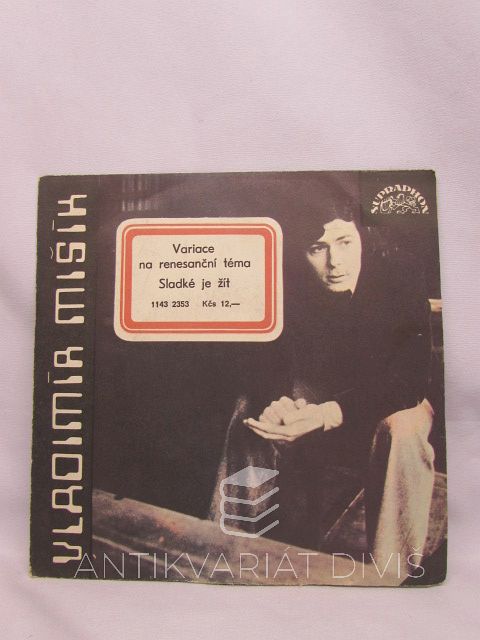 VLADIMÍR MIŠÍK
SUPRAPHON
Variace
na renesanční téma
Sladké je žít
1143 2353 Kčs 12,—
ANTIKVARIÁT DIVIŠ